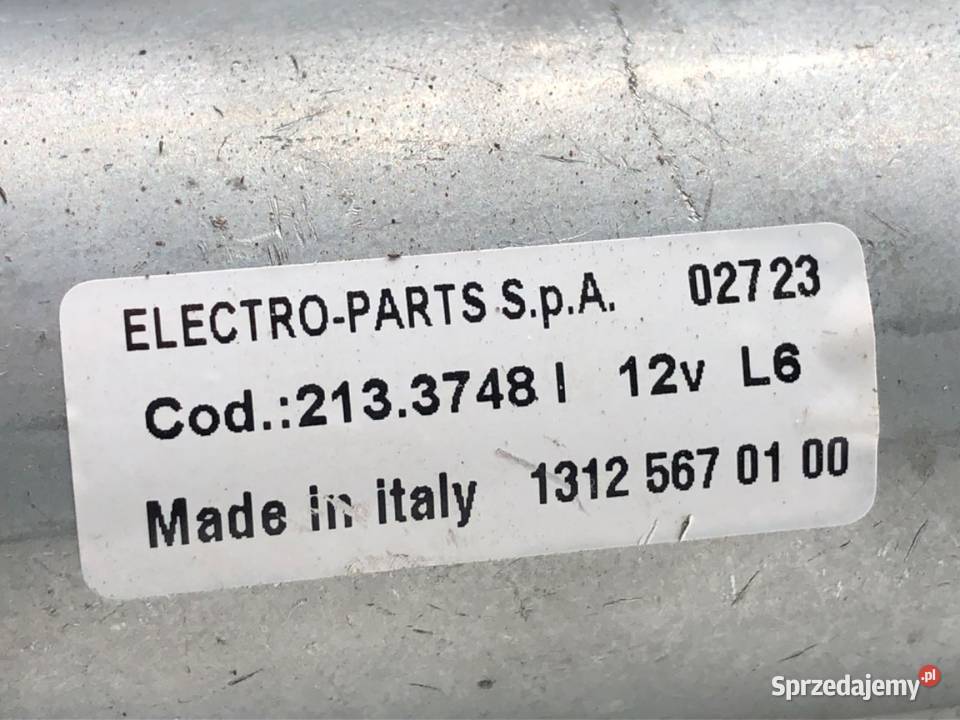 ELECTRO-PARTS S.p.A. 02723
Cod.:213.3748 I 12v L6
Made in italy 1312 567 01 00
Sprzedajemy.pl